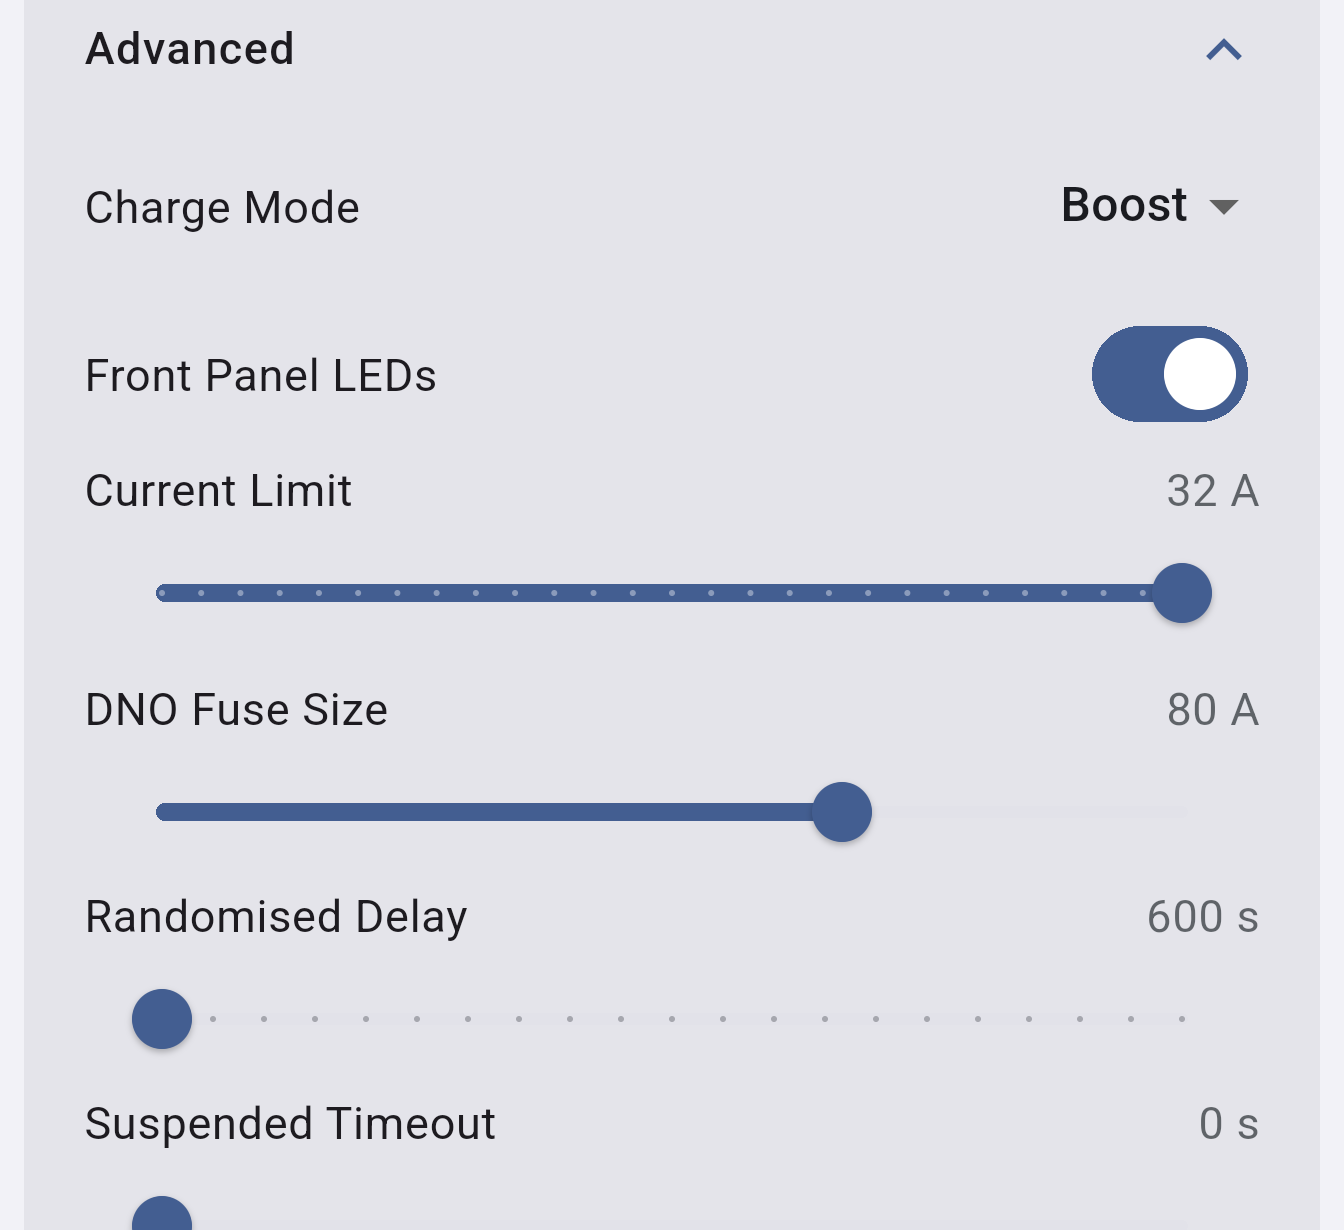 Advanced
Charge Mode Boost
Front Panel LEDs
Current Limit 32 A
DNO Fuse Size 80 A
Randomised Delay 600 s
Suspended Timeout 0 s